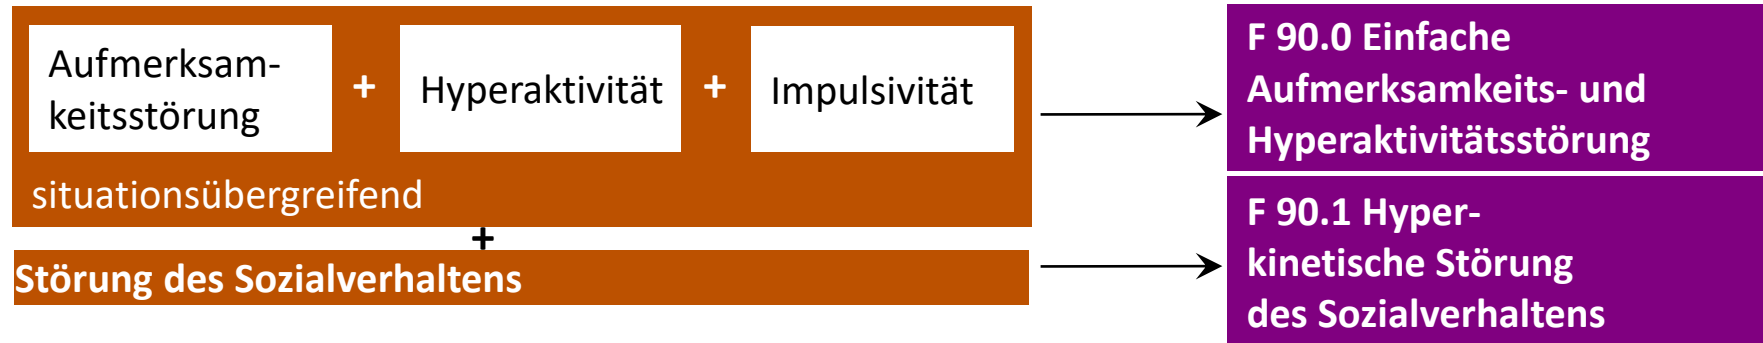 Aufmerksam-
keitsstörung
+
Hyperaktivität
+
Impulsivität
situationsübergreifend
+
Störung des Sozialverhaltens
F 90.0 Einfache
Aufmerksamkeits- und
Hyperaktivitätsstörung
F 90.1 Hyper-
kinetische Störung
des Sozialverhaltens